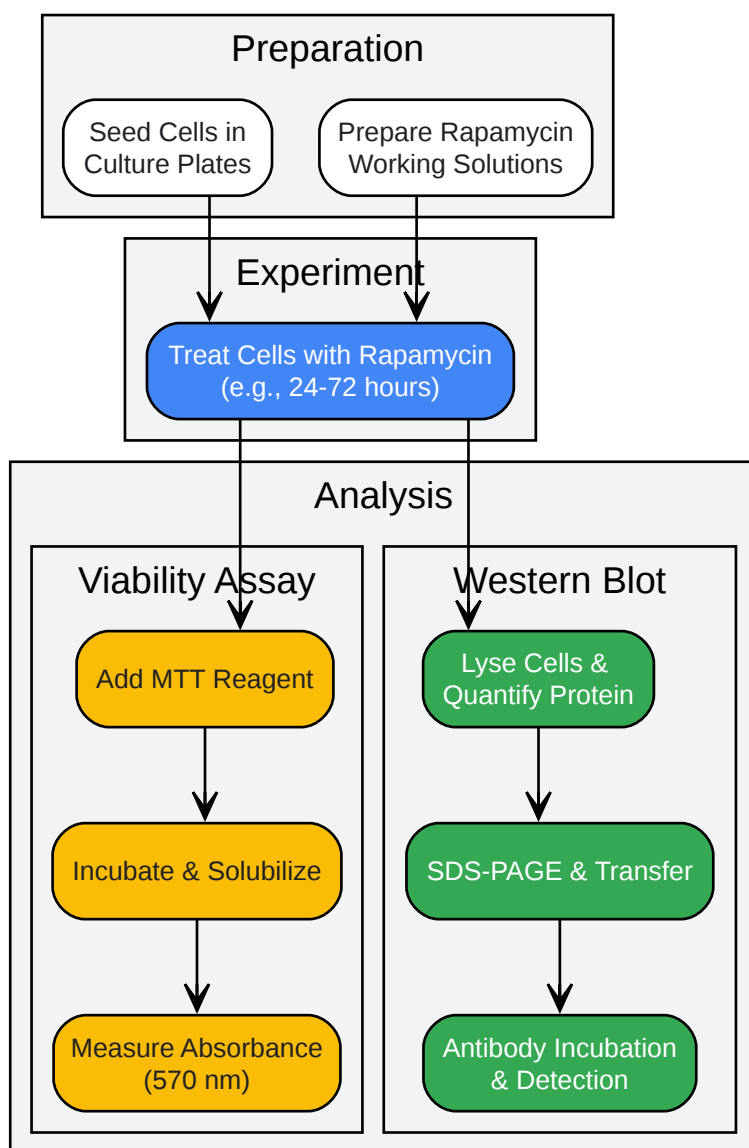 Preparation
Seed Cells in
Culture Plates
Prepare Rapamycin
Working Solutions
Experiment
Treat Cells with Rapamycin
(e.g., 24-72 hours)
Analysis
Viability Assay
Add MTT Reagent
Incubate & Solubilize
Measure Absorbance
(570 nm)
Western Blot
Lyse Cells &
Quantify Protein
SDS-PAGE & Transfer
Antibody Incubation
& Detection